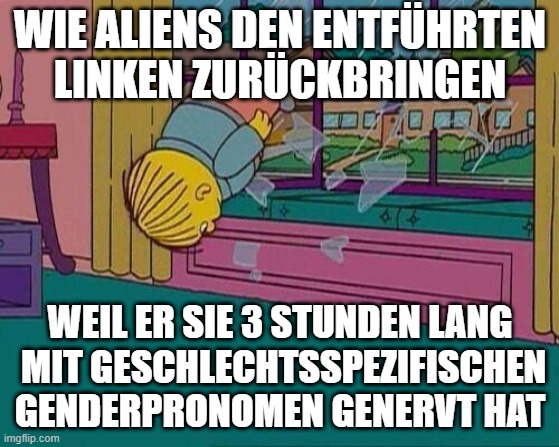 WIE ALIENS DEN ENTFÜHRTEN
LINKEN ZURÜCKBRINGEN
WEIL ER SIE 3 STUNDEN LANG
MIT GESCHLECHTSSPEZIFISCHEN
GENDERPRONOMEN GENERVT HAT
imgflip.com